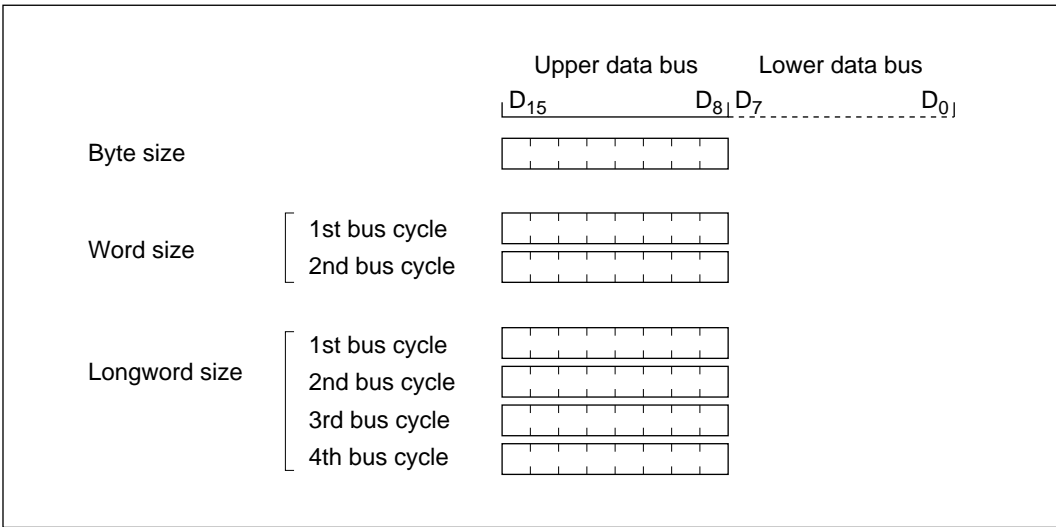 Upper data bus Lower data bus
D15 D8 D7 D0
Byte size
1st bus cycle
Word size
2nd bus cycle
1st bus cycle
Longword size
2nd bus cycle
3rd bus cycle
4th bus cycle